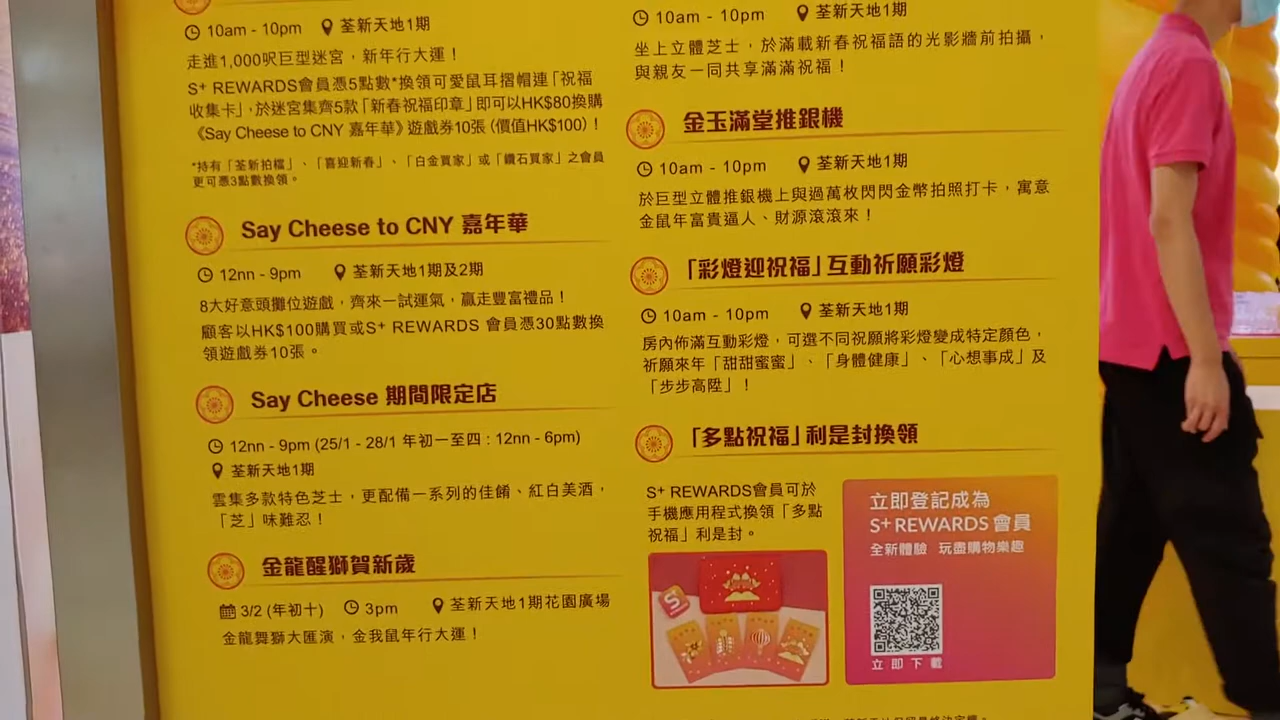 10am - 10pm 荃新天地1期
走進1,000呎巨型迷宮，新年行大運！
S⁺ REWARDS會員憑5點數*換領可愛鼠耳摺帽連「祝福
收集卡」，於迷宮集齊5款「新春祝福印章」即可以HK$80換購
《Say Cheese to CNY 嘉年華》遊戲券10張（價值HK$100）！
*持有「荃新拍檔」、「喜迎新春」、「白金買家」或「鑽石買家」之會員
更可憑3點數換領。
Say Cheese to CNY 嘉年華
12nn - 9pm 荃新天地1期及2期
8大好意頭攤位遊戲，齊來一試運氣，贏走豐富禮品！
顧客以HK$100購買或S⁺ REWARDS 會員憑30點數換
領遊戲券10張。
Say Cheese 期間限定店
12nn - 9pm (25/1 - 28/1 年初一至四 : 12nn - 6pm)
荃新天地1期
雲集多款特色芝士，更配備一系列的佳餚、紅白美酒，
「芝」味難忍！
金龍醒獅賀新歲
3/2 (年初十) 3pm 荃新天地1期花園廣場
金龍舞獅大匯演，金我鼠年行大運！
10am - 10pm 荃新天地1期
坐上立體芝士，於滿載新春祝福語的光影牆前拍攝，
與親友一同共享滿滿祝福！
金玉滿堂推銀機
10am - 10pm 荃新天地1期
於巨型立體推銀機上與過萬枚閃閃金幣拍照打卡，寓意
金鼠年富貴逼人、財源滾滾來！
「彩燈迎祝福」互動祈願彩燈
10am - 10pm 荃新天地1期
房內佈滿互動彩燈，可選不同祝願將彩燈變成特定顏色，
祈願來年「甜甜蜜蜜」、「身體健康」、「心想事成」及
「步步高陞」！
「多點祝福」利是封換領
S⁺ REWARDS會員可於
手機應用程式換領「多點
祝福」利是封。
S
立即登記成為
S⁺ REWARDS 會員
全新體驗 玩盡購物樂趣
立即下載